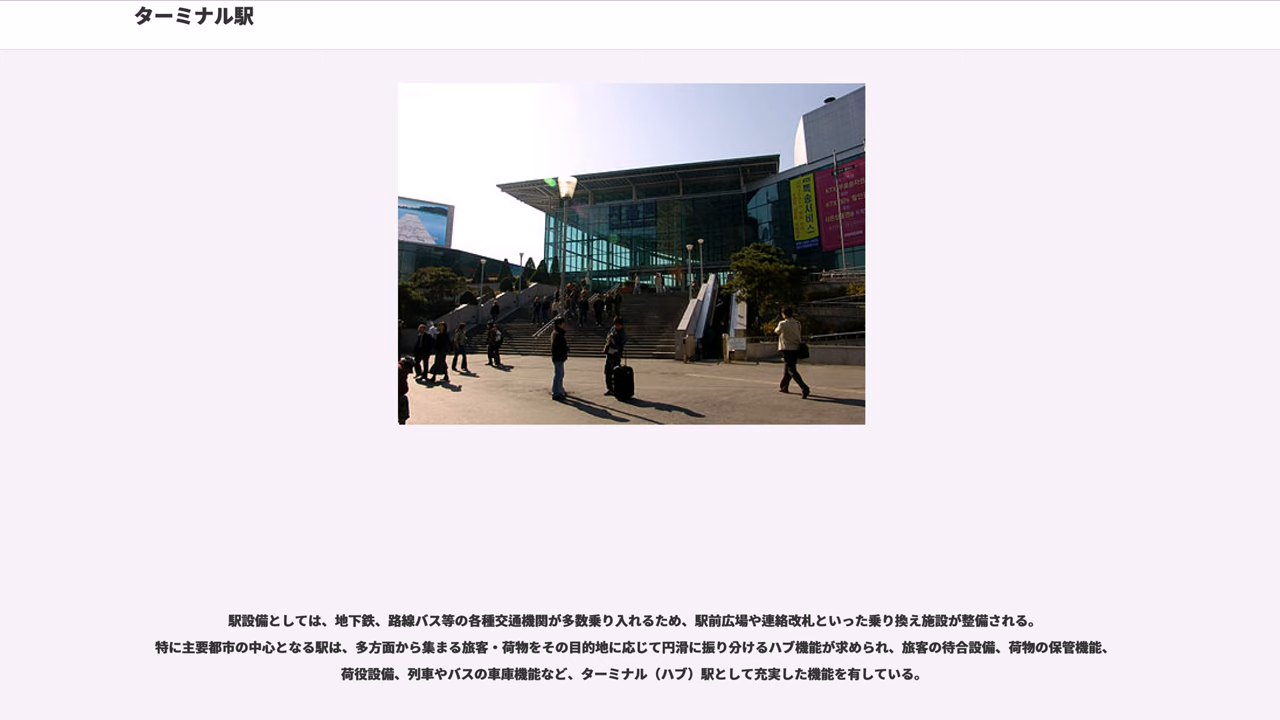 ターミナル駅
백송서비스
駅設備としては、地下鉄、路線バス等の各種交通機関が多数乗り入れるため、駅前広場や連絡改札といった乗り換え施設が整備される。
特に主要都市の中心となる駅は、多方面から集まる旅客・荷物をその目的地に応じて円滑に振り分けるハブ機能が求められ、旅客の待合設備、荷物の保管機能、
荷役設備、列車やバスの車庫機能など、ターミナル（ハブ）駅として充実した機能を有している。